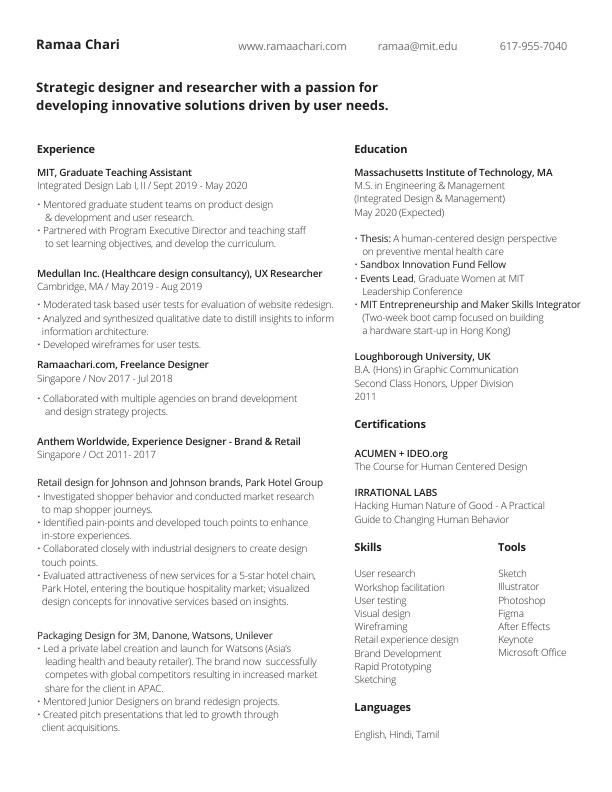 Ramaa Chari
www.ramaachari.com
ramaa@mit.edu
617-955-7040
Strategic designer and researcher with a passion for
developing innovative solutions driven by user needs.
Experience
MIT, Graduate Teaching Assistant
Integrated Design Lab I, II / Sept 2019 - May 2020
• Mentored graduate student teams on product design
& development and user research.
• Partnered with Program Executive Director and teaching staff
to set learning objectives, and develop the curriculum.
Medullan Inc. (Healthcare design consultancy), UX Researcher
Cambridge, MA / May 2019 - Aug 2019
• Moderated task based user tests for evaluation of website redesign.
• Analyzed and synthesized qualitative date to distill insights to inform
information architecture.
• Developed wireframes for user tests.
Ramaachari.com, Freelance Designer
Singapore / Nov 2017 - Jul 2018
• Collaborated with multiple agencies on brand development
and design strategy projects.
Anthem Worldwide, Experience Designer - Brand & Retail
Singapore / Oct 2011- 2017
Retail design for Johnson and Johnson brands, Park Hotel Group
• Investigated shopper behavior and conducted market research
to map shopper journeys.
• Identified pain-points and developed touch points to enhance
in-store experiences.
• Collaborated closely with industrial designers to create design
touch points.
• Evaluated attractiveness of new services for a 5-star hotel chain,
Park Hotel, entering the boutique hospitality market; visualized
design concepts for innovative services based on insights.
Packaging Design for 3M, Danone, Watsons, Unilever
• Led a private label creation and launch for Watsons (Asia's
leading health and beauty retailer). The brand now successfully
competes with global competitors resulting in increased market
share for the client in APAC.
• Mentored Junior Designers on brand redesign projects.
• Created pitch presentations that led to growth through
client acquisitions.
Education
Massachusetts Institute of Technology, MA
M.S. in Engineering & Management
(Integrated Design & Management)
May 2020 (Expected)
• Thesis: A human-centered design perspective
on preventive mental health care
• Sandbox Innovation Fund Fellow
• Events Lead, Graduate Women at MIT
Leadership Conference
• MIT Entrepreneurship and Maker Skills Integrator
(Two-week boot camp focused on building
a hardware start-up in Hong Kong)
Loughborough University, UK
B.A. (Hons) in Graphic Communication
Second Class Honors, Upper Division
2011
Certifications
ACUMEN + IDEO.org
The Course for Human Centered Design
IRRATIONAL LABS
Hacking Human Nature of Good - A Practical
Guide to Changing Human Behavior
Skills
User research
Workshop facilitation
User testing
Visual design
Wireframing
Retail experience design
Brand Development
Rapid Prototyping
Sketching
Tools
Sketch
Illustrator
Photoshop
Figma
After Effects
Keynote
Microsoft Office
Languages
English, Hindi, Tamil